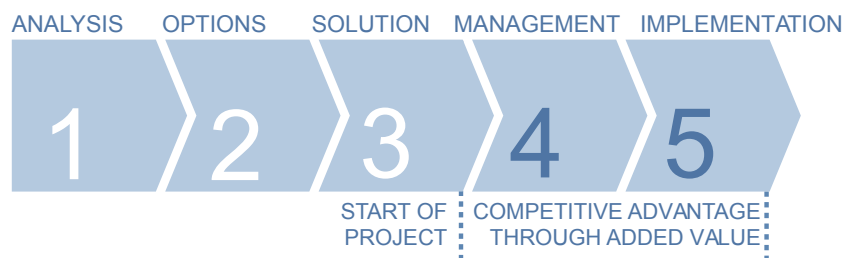 ANALYSIS OPTIONS SOLUTION MANAGEMENT IMPLEMENTATION
1 2 3 4 5
START OF COMPETITIVE ADVANTAGE
PROJECT THROUGH ADDED VALUE